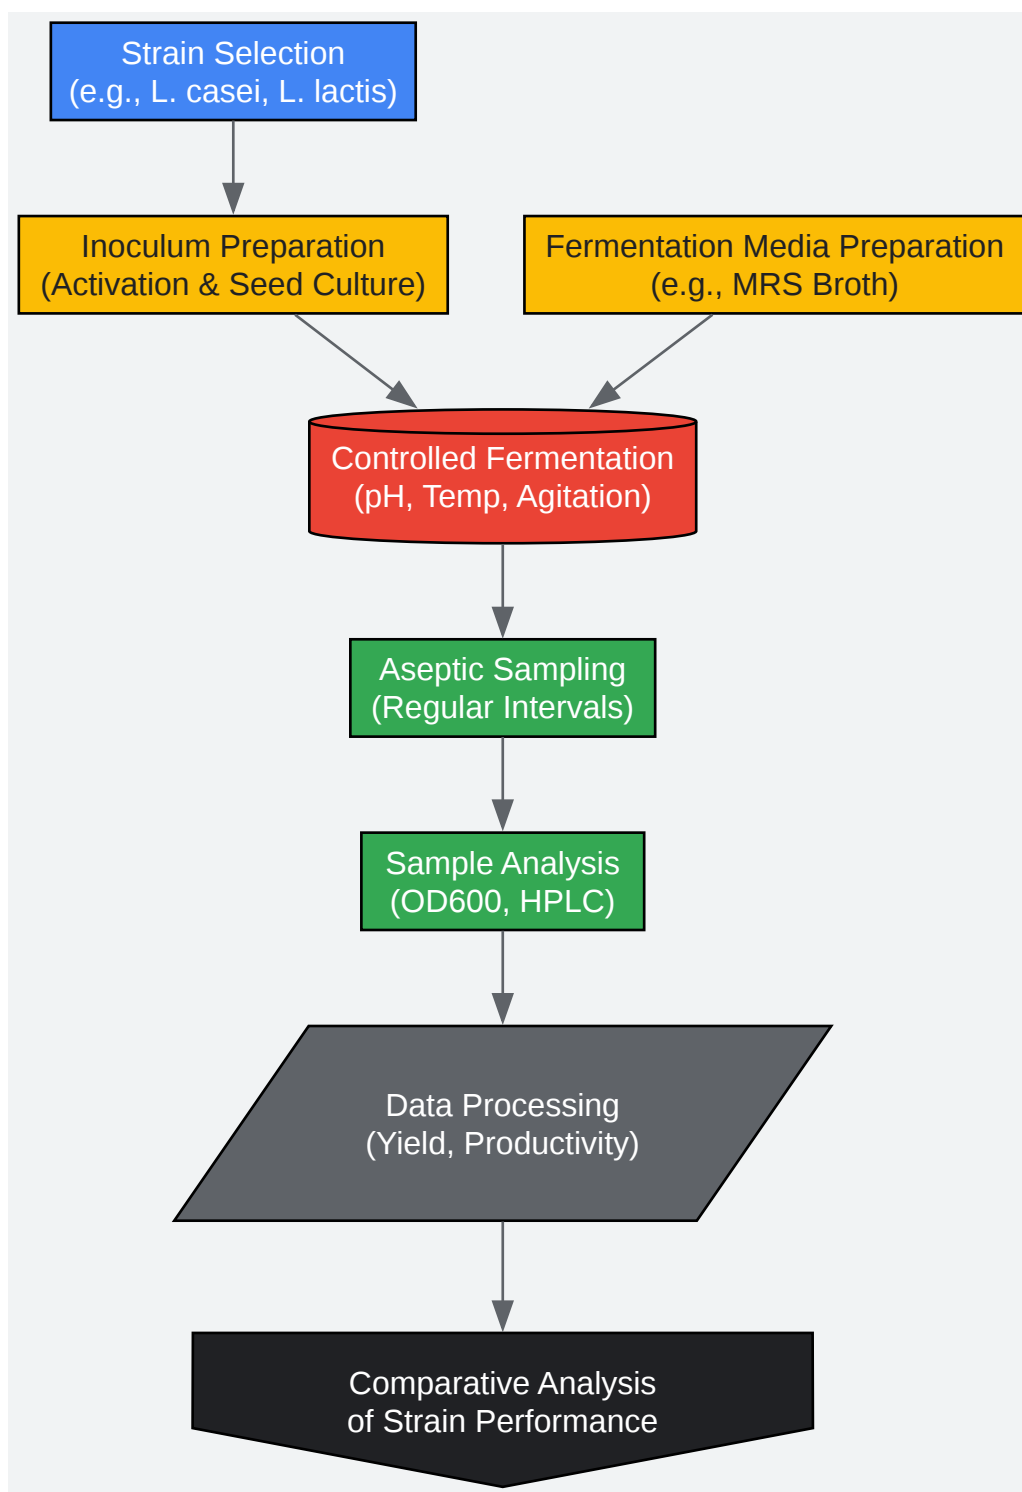 Strain Selection
(e.g., L. casei, L. lactis)
Inoculum Preparation
(Activation & Seed Culture)
Fermentation Media Preparation
(e.g., MRS Broth)
Controlled Fermentation
(pH, Temp, Agitation)
Aseptic Sampling
(Regular Intervals)
Sample Analysis
(OD600, HPLC)
Data Processing
(Yield, Productivity)
Comparative Analysis
of Strain Performance